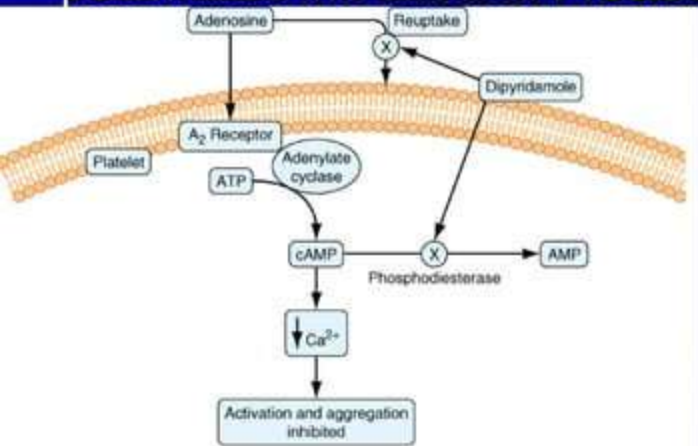 Adenosine
Reuptake
X
Dipyridamole
A2 Receptor
Platelet
Adenylate
cyclase
ATP
cAMP
X
AMP
Phosphodiesterase
Ca2+
Activation and aggregation
inhibited